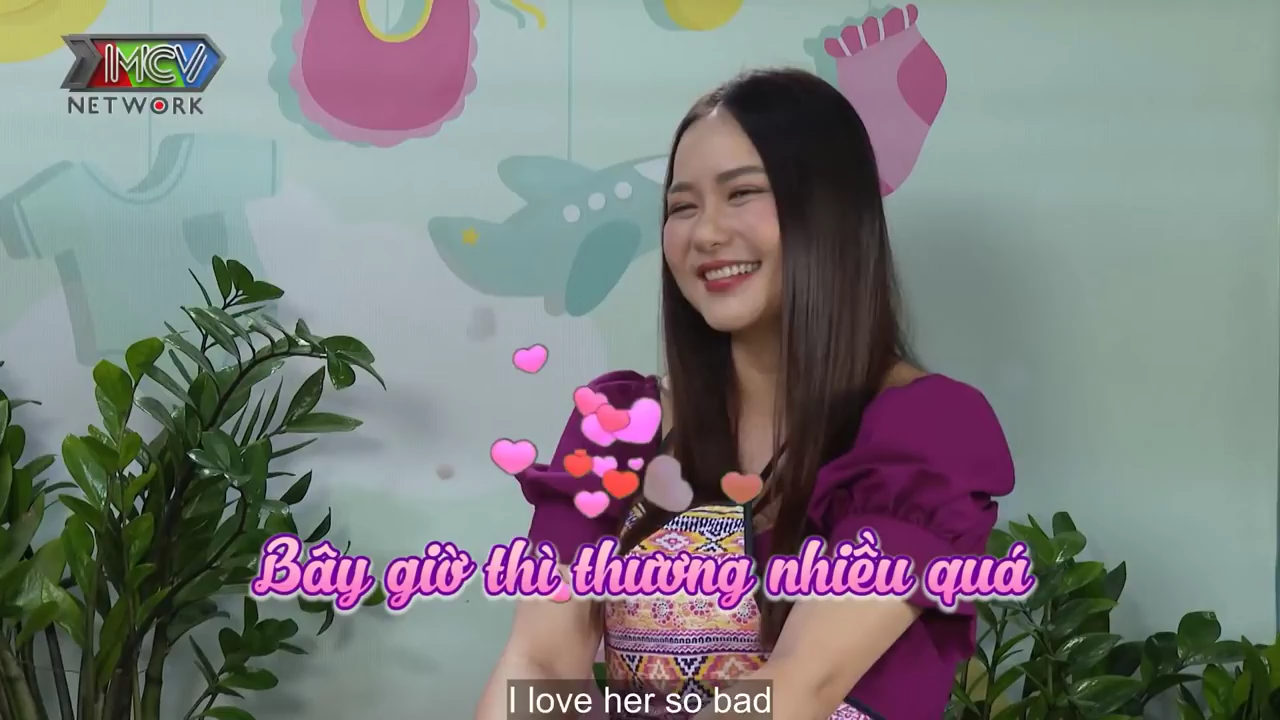 MCV
NETWORK
Bây giờ thì thương nhiều quá
I love her so bad